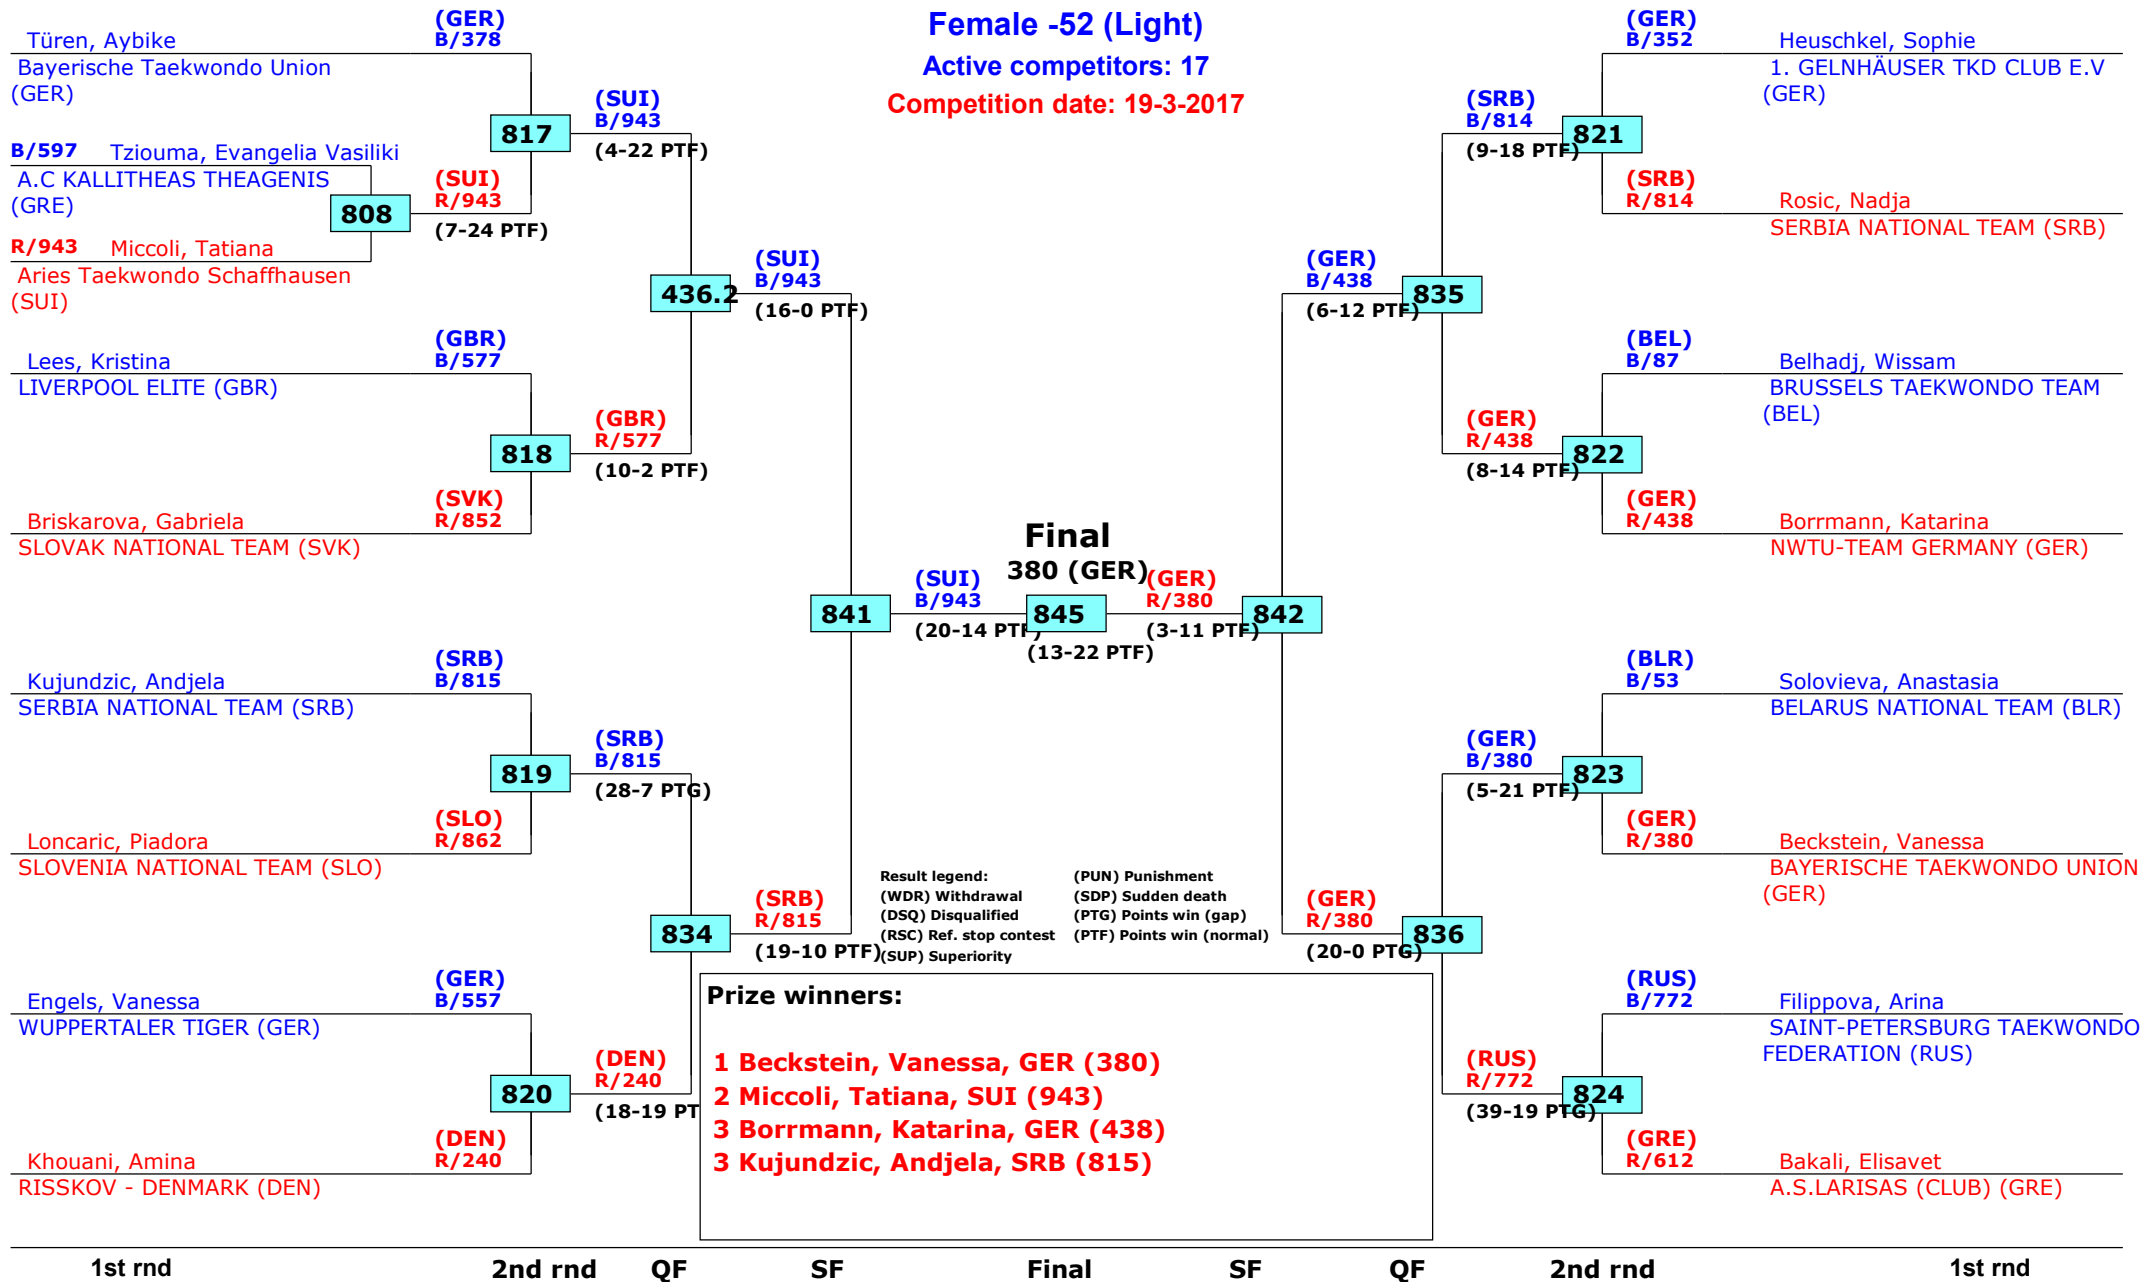 Female -52 (Light)
Active competitors: 17
Competition date: 19-3-2017
Türen, Aybike
Bayerische Taekwondo Union
(GER)
(GER)
B/378
B/597 Tziouma, Evangelia Vasiliki
A.C KALLITHEAS THEAGENIS
(GRE)
R/943 Miccoli, Tatiana
Aries Taekwondo Schaffhausen
(SUI)
808
(SUI)
R/943
(7-24 PTF)
817
(SUI)
B/943
(4-22 PTF)
Lees, Kristina
LIVERPOOL ELITE (GBR)
(GBR)
B/577
Briskarova, Gabriela
SLOVAK NATIONAL TEAM (SVK)
(SVK)
R/852
818
(GBR)
R/577
(10-2 PTF)
436.2
(SUI)
B/943
(16-0 PTF)
Kujundzic, Andjela
SERBIA NATIONAL TEAM (SRB)
(SRB)
B/815
Loncaric, Piadora
SLOVENIA NATIONAL TEAM (SLO)
(SLO)
R/862
819
(SRB)
B/815
(28-7 PTG)
Engels, Vanessa
WUPPERTALER TIGER (GER)
(GER)
B/557
Khouani, Amina
RISSKOV - DENMARK (DEN)
(DEN)
R/240
820
(DEN)
R/240
(18-19 PT
834
(SRB)
R/815
(19-10 PTF)
841
(SUI)
B/943
(20-14 PTF)
Final
380 (GER)
845
(13-22 PTF)
(GER)
R/380
(3-11 PTF)
842
(GER)
B/438
(6-12 PTF)
835
(SRB)
B/814
(9-18 PTF)
821
(GER)
B/352
Heuschkel, Sophie
1. GELNHÄUSER TKD CLUB E.V
(GER)
(SRB)
R/814
Rosic, Nadja
SERBIA NATIONAL TEAM (SRB)
(GER)
R/438
(8-14 PTF)
822
(BEL)
B/87
Belhadj, Wissam
BRUSSELS TAEKWONDO TEAM
(BEL)
(GER)
R/438
Borrmann, Katarina
NWTU-TEAM GERMANY (GER)
(GER)
R/380
(20-0 PTG)
836
(GER)
B/380
(5-21 PTF)
823
(BLR)
B/53
Solovieva, Anastasia
BELARUS NATIONAL TEAM (BLR)
(GER)
R/380
Beckstein, Vanessa
BAYERISCHE TAEKWONDO UNION
(GER)
(RUS)
R/772
(39-19 PTG)
824
(RUS)
B/772
Filippova, Arina
SAINT-PETERSBURG TAEKWONDO
FEDERATION (RUS)
(GRE)
R/612
Bakali, Elisavet
A.S.LARISAS (CLUB) (GRE)
Result legend:
(WDR) Withdrawal
(DSQ) Disqualified
(RSC) Ref. stop contest
(SUP) Superiority
(PUN) Punishment
(SDP) Sudden death
(PTG) Points win (gap)
(PTF) Points win (normal)
Prize winners:
1 Beckstein, Vanessa, GER (380)
2 Miccoli, Tatiana, SUI (943)
3 Borrmann, Katarina, GER (438)
3 Kujundzic, Andjela, SRB (815)
1st rnd 2nd rnd QF SF Final SF QF 2nd rnd 1st rnd